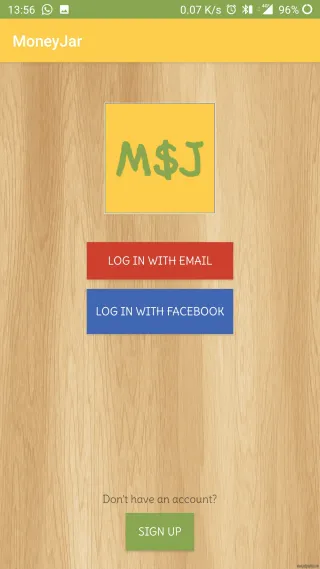 13:56 0.07 K/s 96%
MoneyJar
M$J
LOG IN WITH EMAIL
LOG IN WITH FACEBOOK
Don't have an account?
SIGN UP